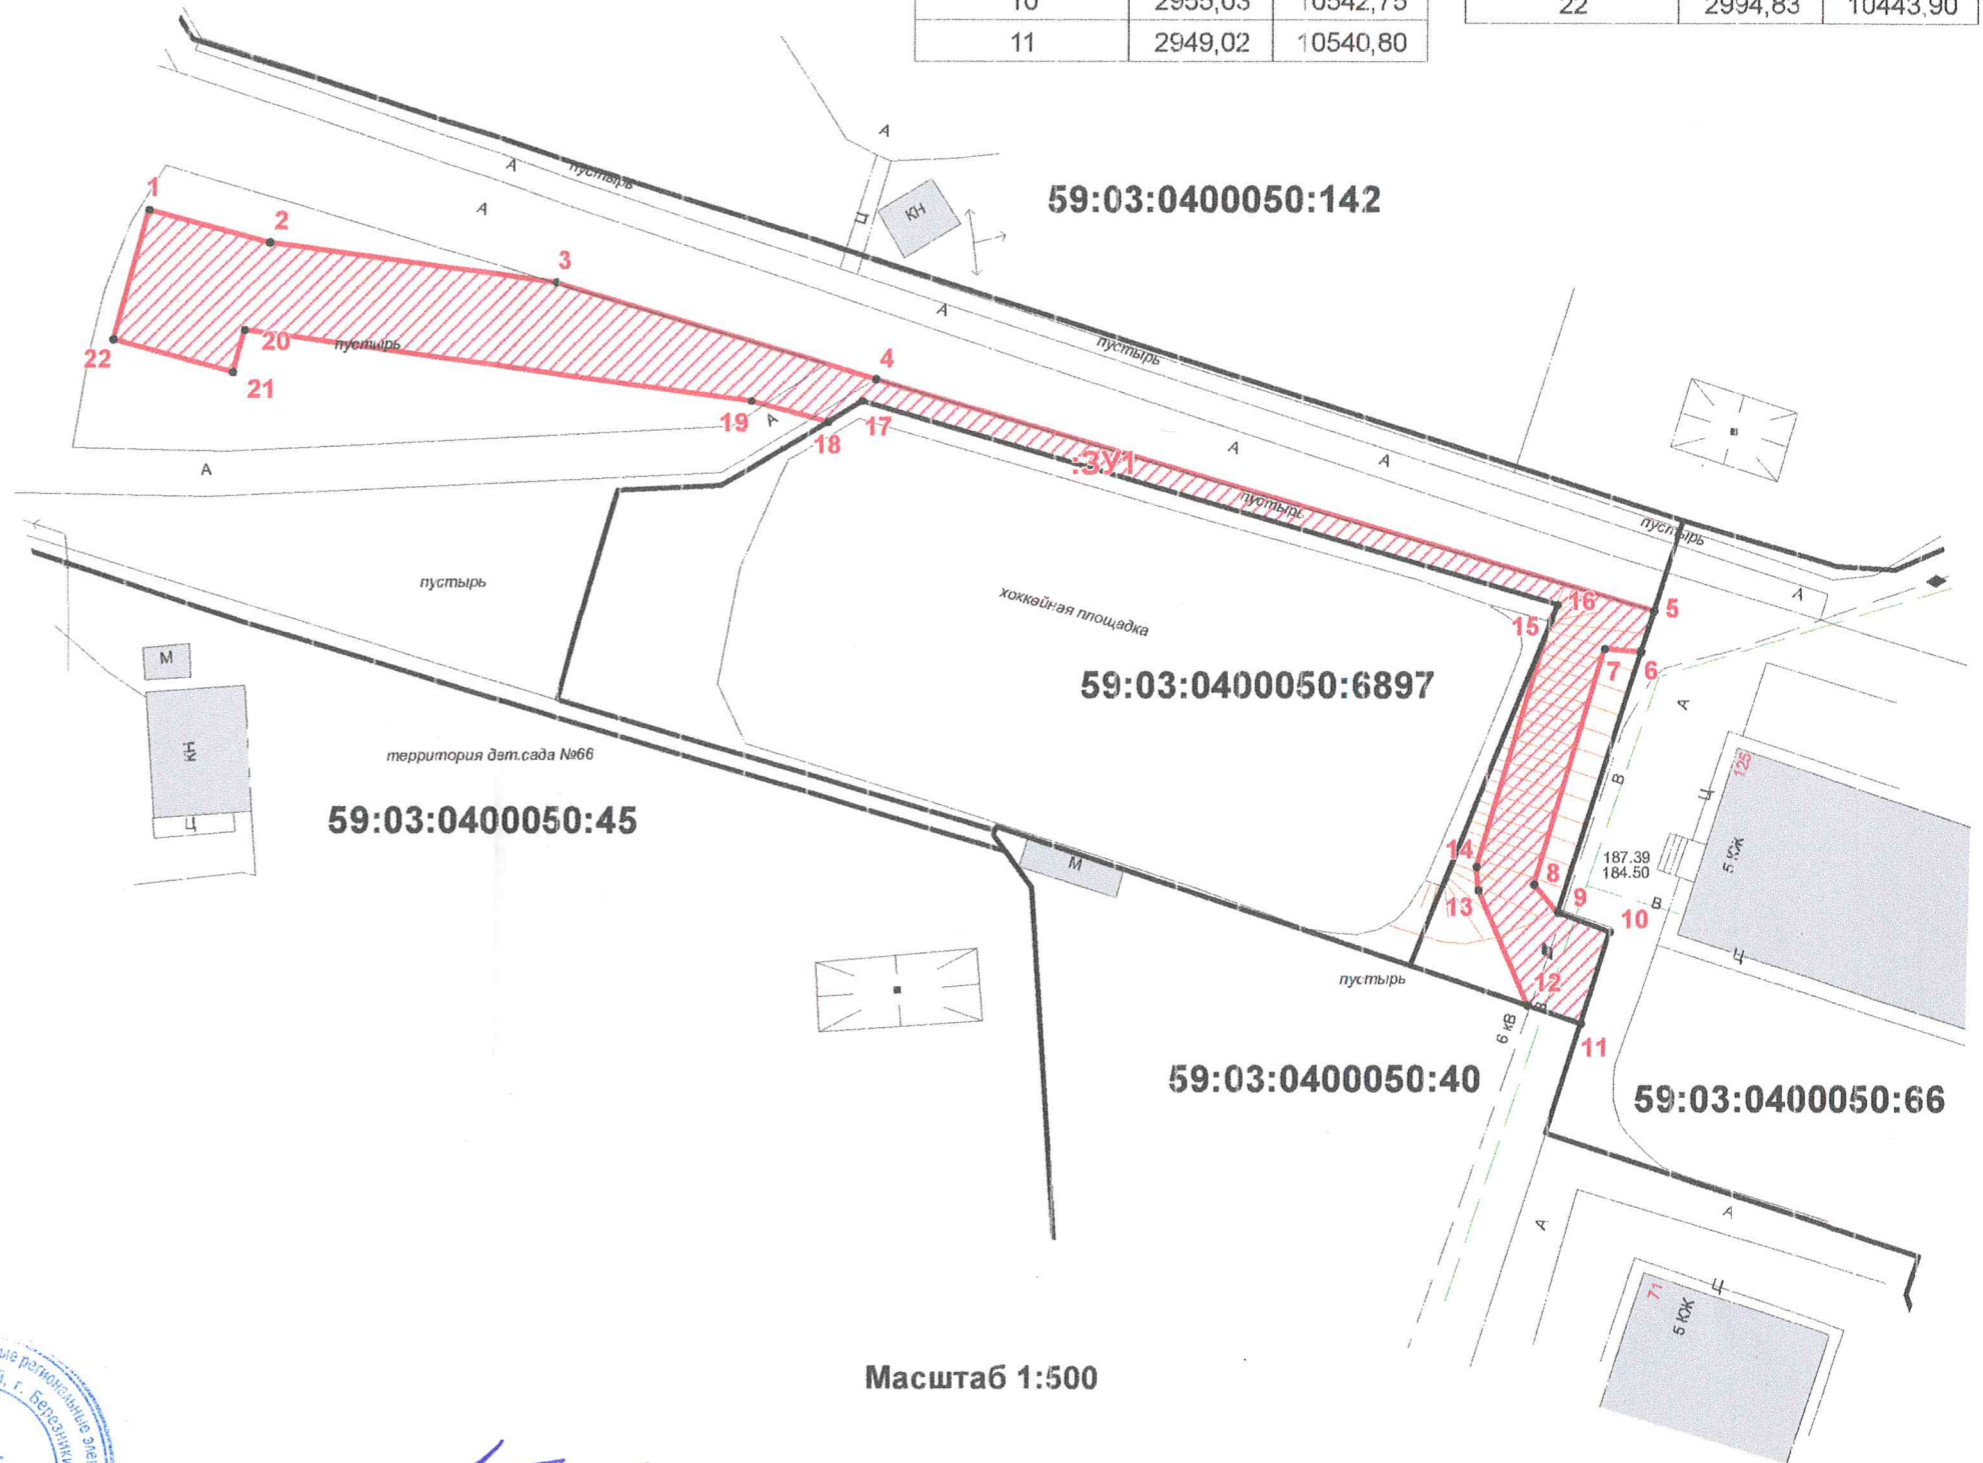 10 2955,03 10542,75
22 2994,83 10443,90
11 2949,02 10540,80
А
А
пустырь
59:03:0400050:142
1
А
КН
Ц
2
3
А
4
пустырь
20
пустырь
22
21
19
А
17
18
А
А
:ЗУ1
А
пустырь
пустырь
пустырь
хоккейная площадка
А
16
5
15
М
7
6
59:03:0400050:6897
А
КН
территория дет.сада №66
125
В
Ц
59:03:0400050:45
Ц
М
14
187.39
184.50
5 КЖ
8
13
9
В
10
Ц
пустырь
12
В
6 кВ
11
59:03:0400050:40
59:03:0400050:66
А
А
Ц
71
5 КЖ
Масштаб 1:500
региональные
г. Березники